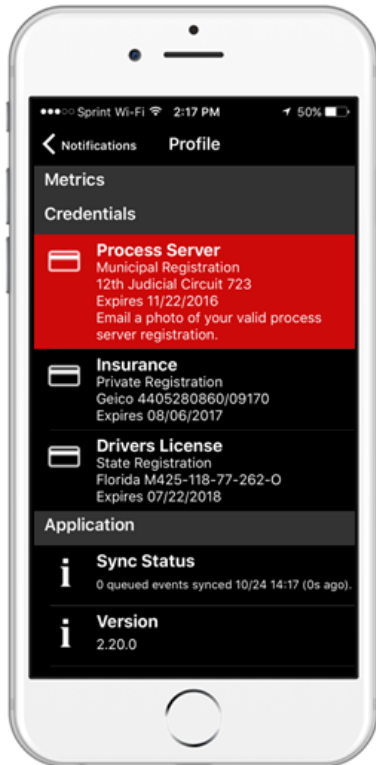 Sprint Wi-Fi 2:17 PM 50%
Notifications Profile
Metrics
Credentials
Process Server
Municipal Registration
12th Judicial Circuit 723
Expires 11/22/2016
Email a photo of your valid process
server registration.
Insurance
Private Registration
Geico 4405280860/09170
Expires 08/06/2017
Drivers License
State Registration
Florida M425-118-77-262-O
Expires 07/22/2018
Application
Sync Status
0 queued events synced 10/24 14:17 (0s ago).
Version
2.20.0